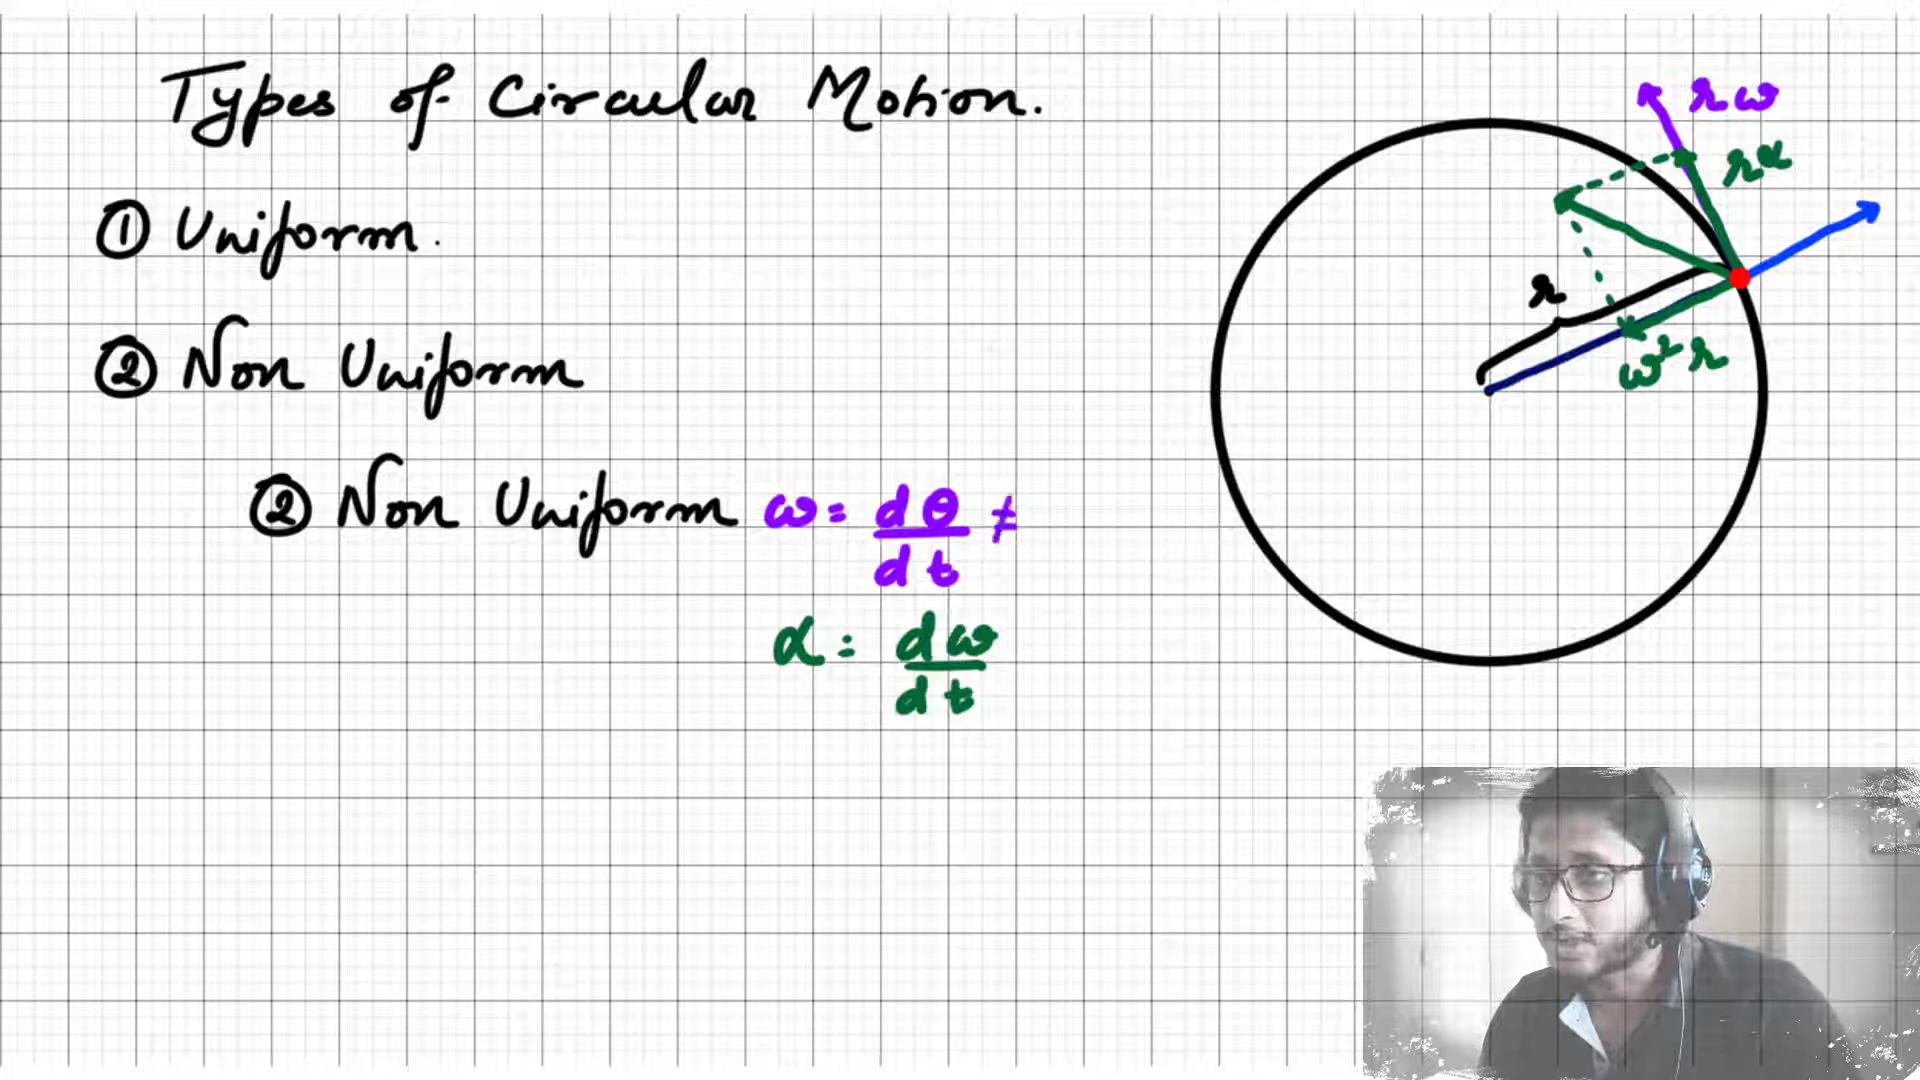 Types of Circular Motion.
① Uniform.
② Non Uniform
② Non Uniform ω = dθ/dt ≠
α = dω/dt
rω
rα
r
ω²r